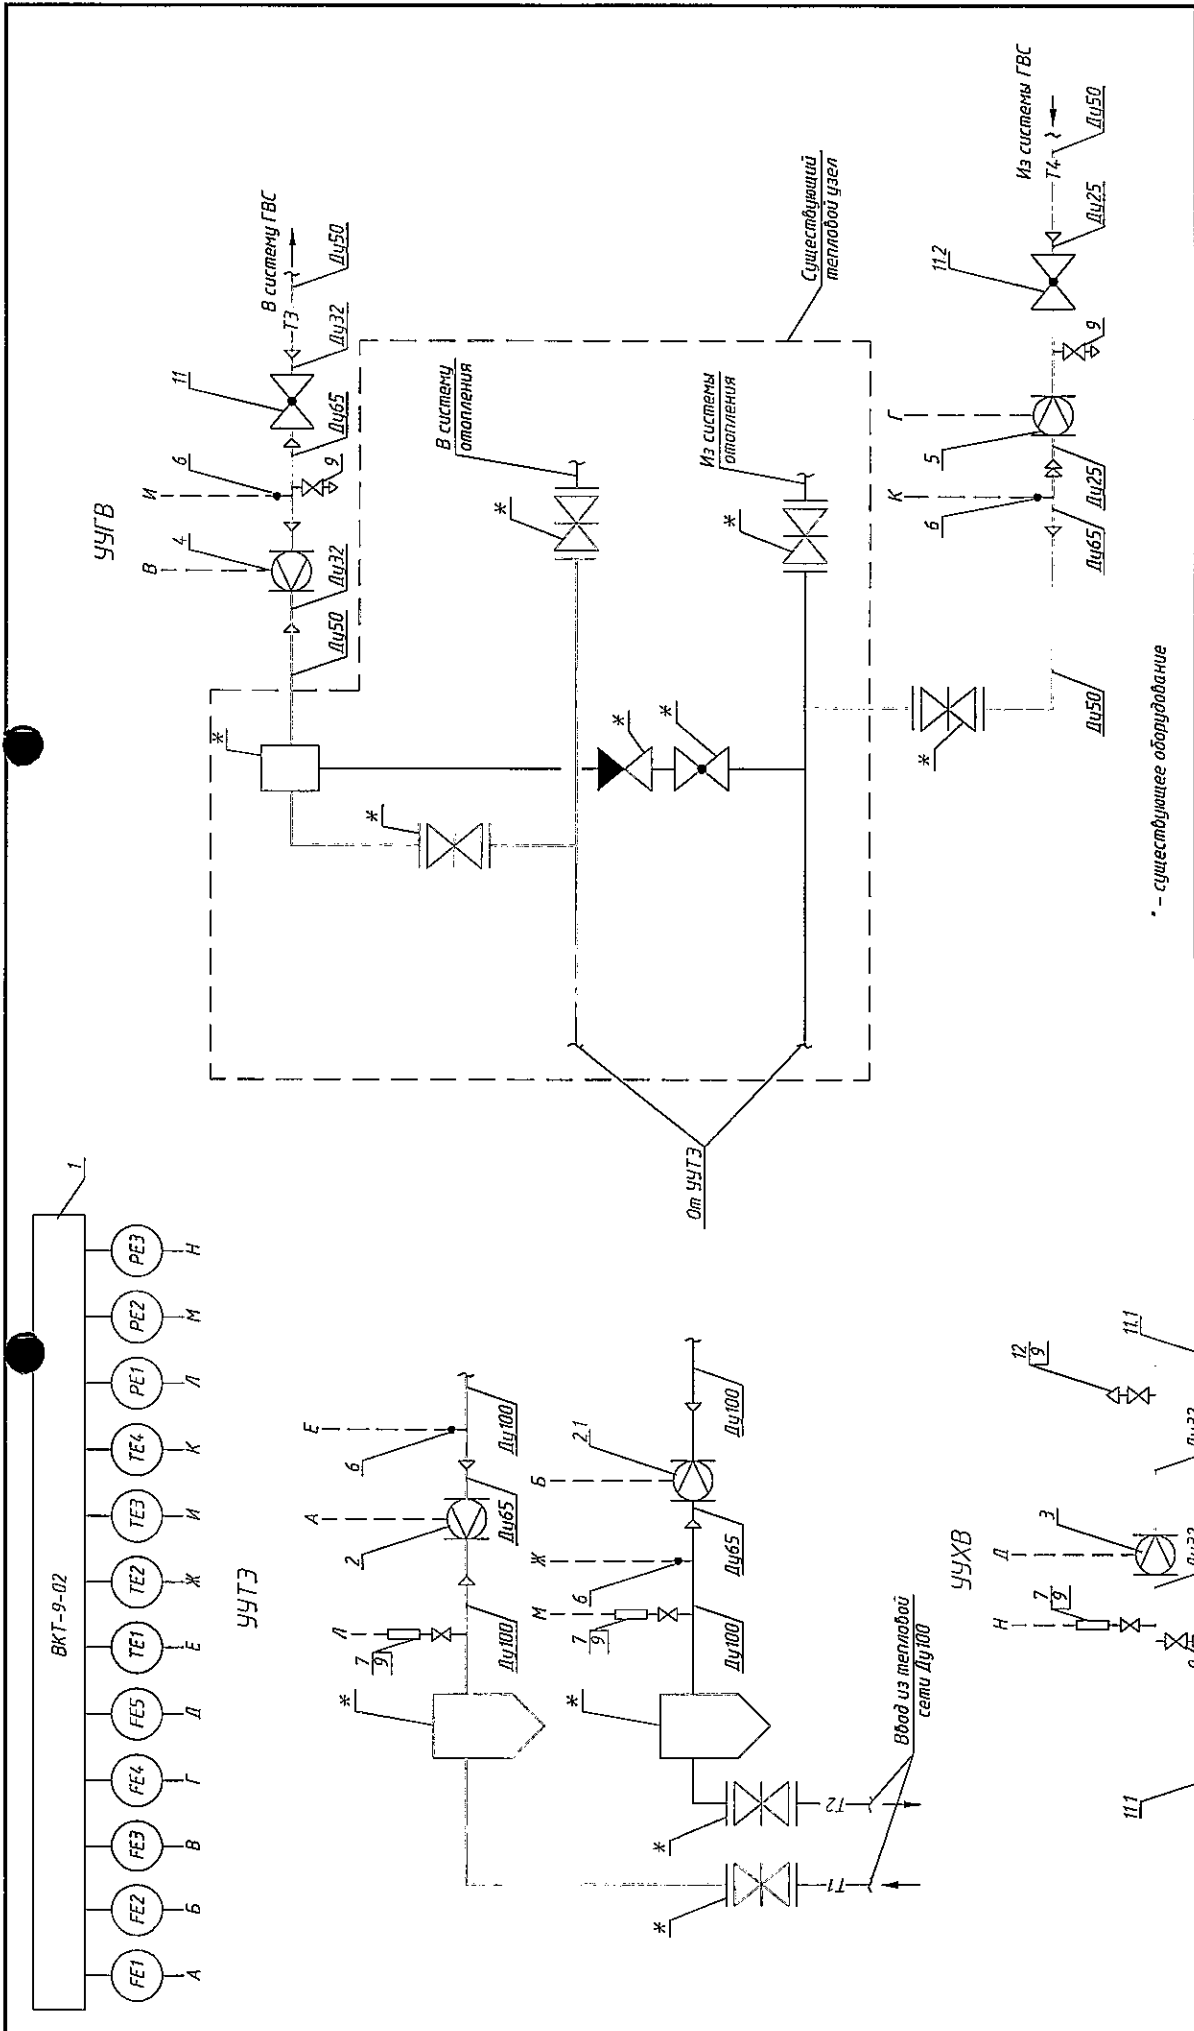 ВКТ-9-02
1
FE1
FE2
FE3
FE4
FE5
TE1
TE2
TE3
TE4
PE1
PE2
PE3
А
Б
В
Г
Д
Е
Ж
И
К
Л
М
Н
УУТЭ
Л
7
9
*
Ду100
А
2
Ду65
Е
6
Ду100
М
7
9
*
Ду100
Ж
6
Ду65
Б
2.1
Ду100
*
*
Т1
Т2
Ввод из тепловой
сети Ду100
УУХВ
Н
7
9
Д
3
12
9
11.1
11.1
УУГВ
В
4
И
6
9
11
Ду50
Ду32
Ду65
Ду32
Ду50
Т3
В систему ГВС
*
*
*
*
*
*
В систему
отопления
Из системы
отопления
Существующий
тепловой узел
От УУТЭ
*
Ду50
К
6
Ду65
Ду25
Г
5
9
11.2
Ду25
Т4
Ду50
Из системы ГВС
* - существующее оборудование